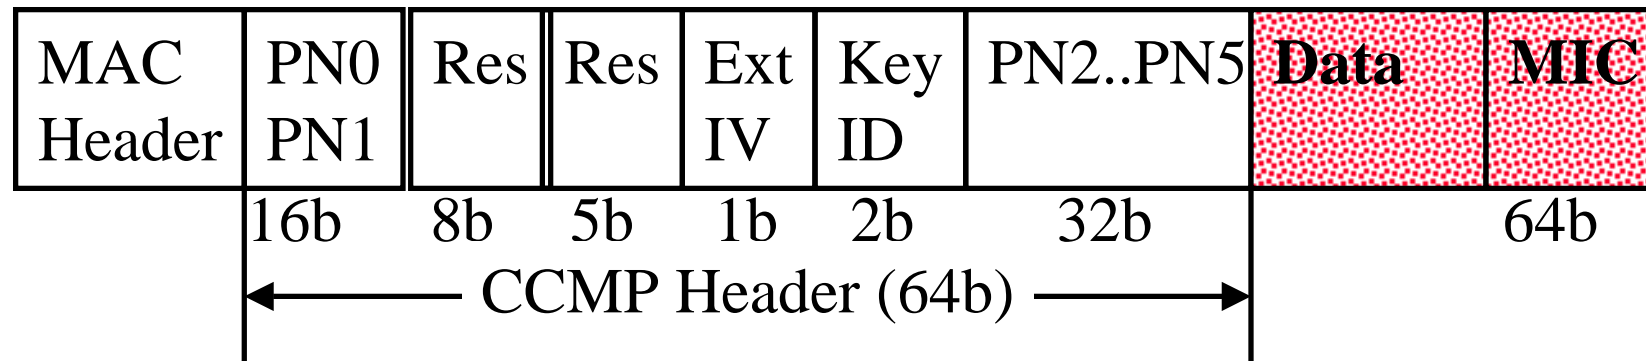 MAC Header
PN0 PN1
Res
Res
Ext IV
Key ID
PN2..PN5
Data
MIC
16b
8b
5b
1b
2b
32b
64b
CCMP Header (64b)